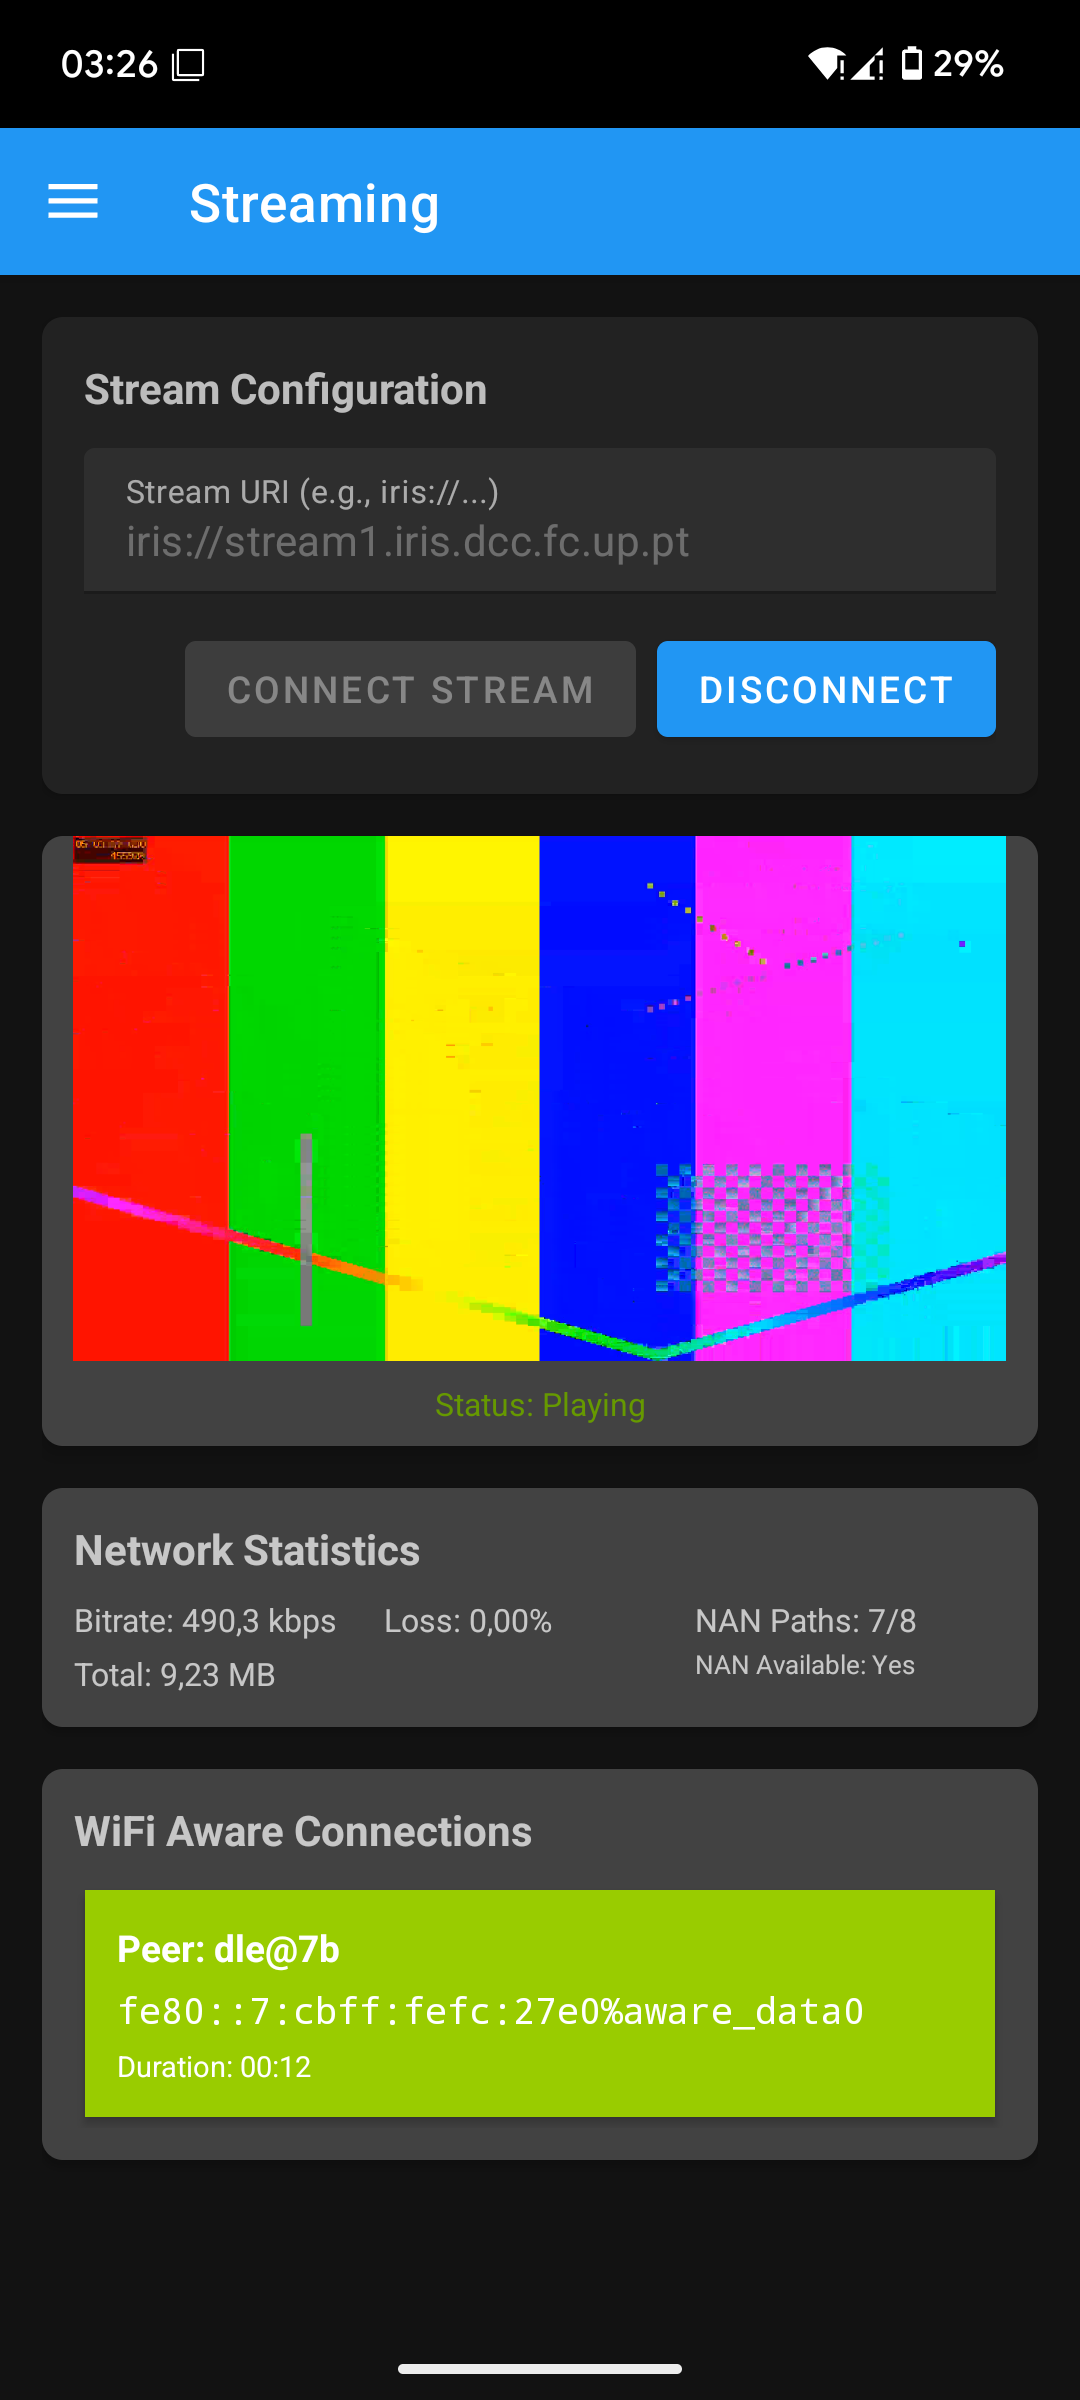 03:26
29%
Streaming
Stream Configuration
Stream URI (e.g., iris://...)
iris://stream1.iris.dcc.fc.up.pt
CONNECT STREAM
DISCONNECT
Status: Playing
Network Statistics
Bitrate: 490,3 kbps
Loss: 0,00%
NAN Paths: 7/8
Total: 9,23 MB
NAN Available: Yes
WiFi Aware Connections
Peer: dle@7b
fe80::7:cbff:fefc:27e0%aware_data0
Duration: 00:12